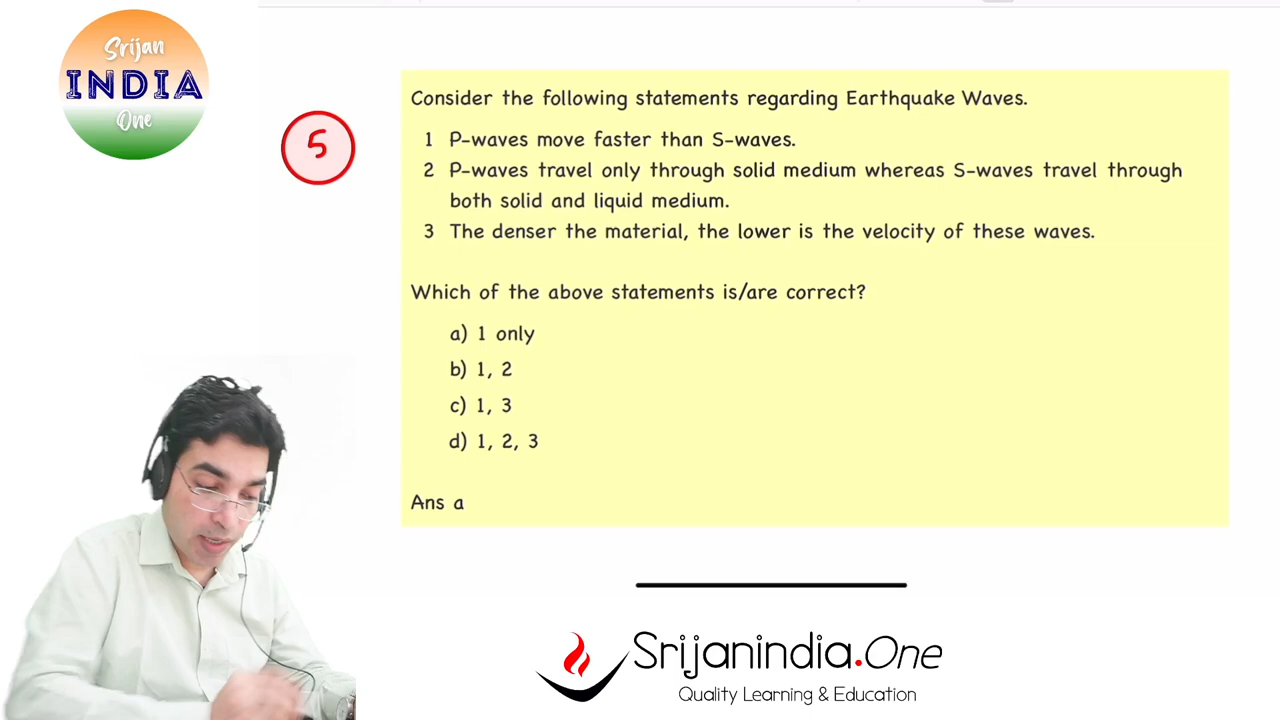 Srijan
INDIA
One
5
Consider the following statements regarding Earthquake Waves.
1 P-waves move faster than S-waves.
2 P-waves travel only through solid medium whereas S-waves travel through
both solid and liquid medium.
3 The denser the material, the lower is the velocity of these waves.
Which of the above statements is/are correct?
a) 1 only
b) 1, 2
c) 1, 3
d) 1, 2, 3
Ans a
Srijanindia.One
Quality Learning & Education